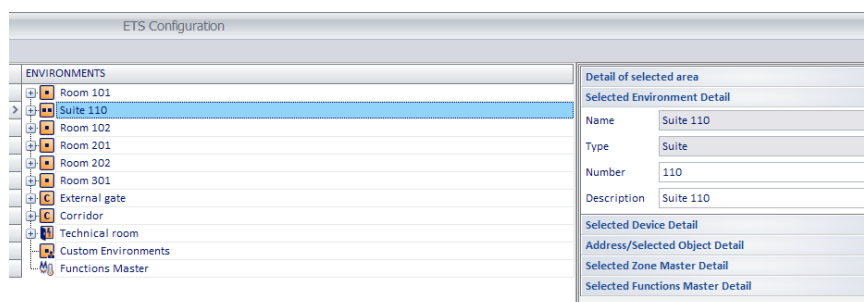 ETS Configuration
ENVIRONMENTS
Room 101
Suite 110
Room 102
Room 201
Room 202
Room 301
C External gate
C Corridor
Technical room
Custom Environments
Functions Master
Detail of selected area
Selected Environment Detail
Name Suite 110
Type Suite
Number 110
Description Suite 110
Selected Device Detail
Address/Selected Object Detail
Selected Zone Master Detail
Selected Functions Master Detail